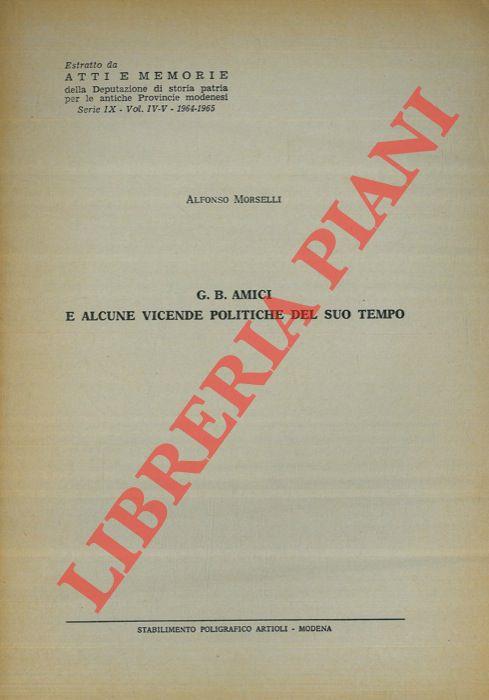 Estratto da
ATTI E MEMORIE
della Deputazione di storia patria
per le antiche Provincie modenesi
Serie IX - Vol. IV-V - 1964-1965
ALFONSO MORSELLI
G. B. AMICI
E ALCUNE VICENDE POLITICHE DEL SUO TEMPO
LIBRERIA PIANI
STABILIMENTO POLIGRAFICO ARTIOLI - MODENA